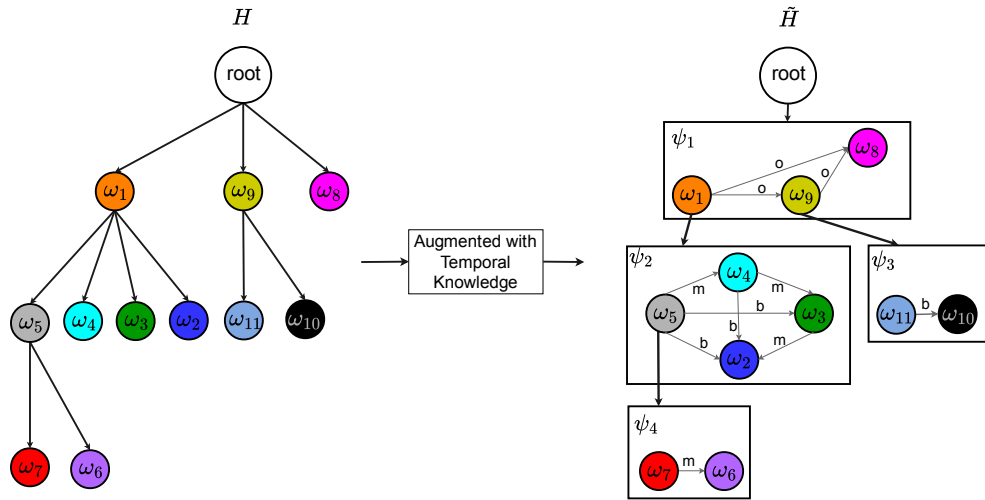 H
root
ω₁
ω₉
ω₈
ω₅
ω₄
ω₃
ω₂
ω₁₁
ω₁₀
ω₇
ω₆
Augmented with
Temporal
Knowledge
H̃
root
ψ₁
ω₈
o
o
o
ω₁
ω₉
ψ₂
ω₄
m
m
ω₅
b
ω₃
b
b
m
ω₂
ψ₃
ω₁₁
b
ω₁₀
ψ₄
ω₇
m
ω₆